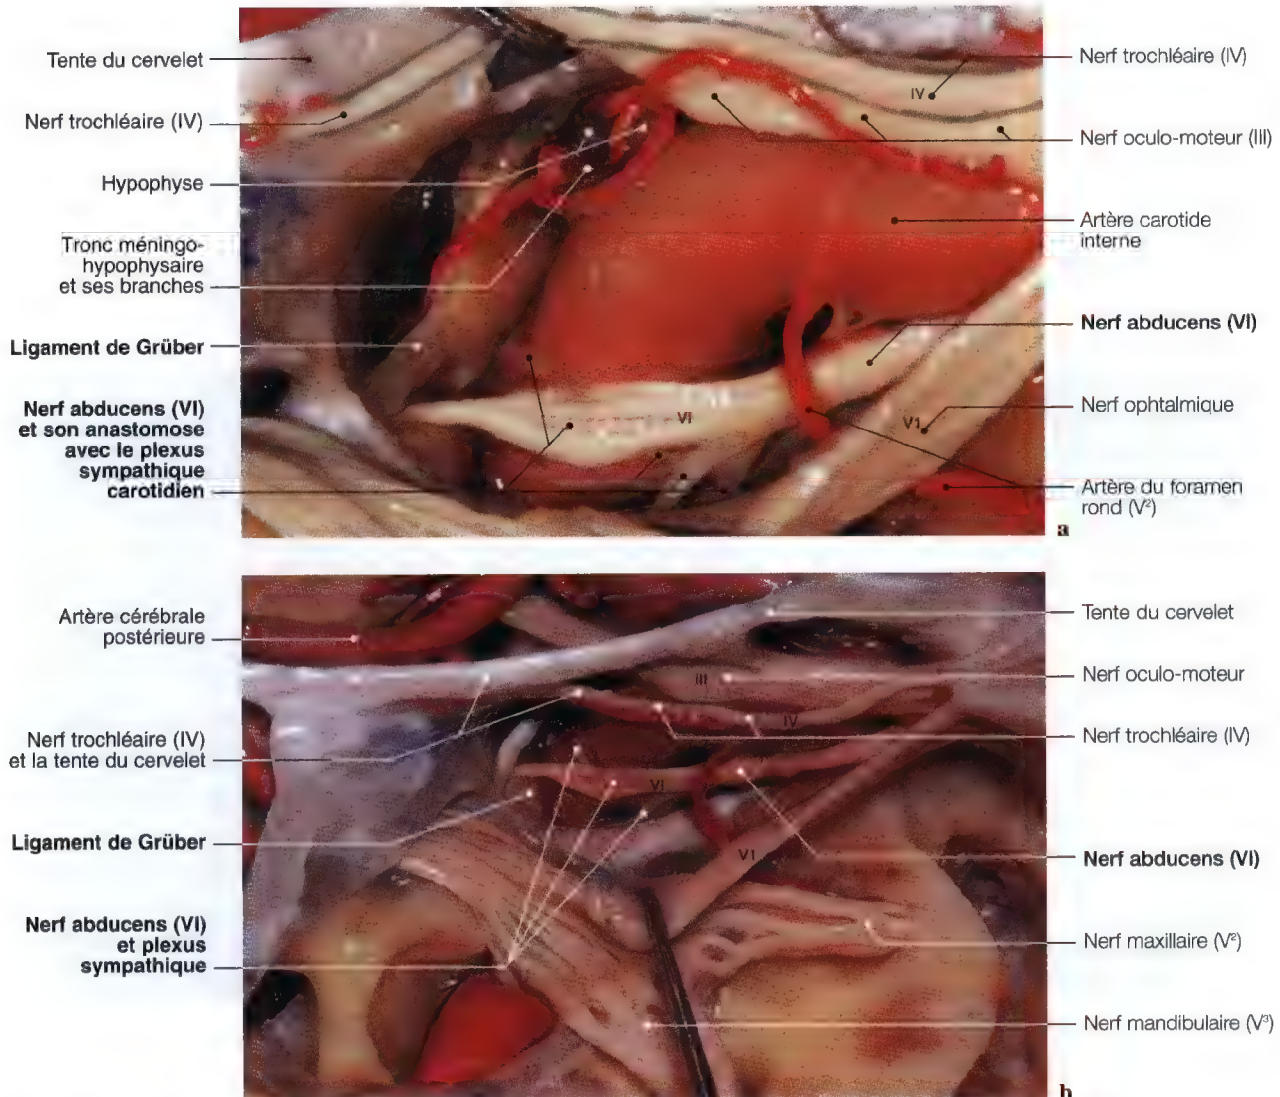 Tente du cervelet
Nerf trochléaire (IV)
Hypophyse
Tronc méningo-
hypophysaire
et ses branches
Ligament de Grüber
Nerf abducens (VI)
et son anastomose
avec le plexus
sympathique
carotidien
IV
VI
V1
Nerf trochléaire (IV)
Nerf oculo-moteur (III)
Artère carotide
interne
Nerf abducens (VI)
Nerf ophtalmique
Artère du foramen
rond (V²)
a
Artère cérébrale
postérieure
Nerf trochléaire (IV)
et la tente du cervelet
Ligament de Grüber
Nerf abducens (VI)
et plexus
sympathique
III
IV
VI
V1
Tente du cervelet
Nerf oculo-moteur
Nerf trochléaire (IV)
Nerf abducens (VI)
Nerf maxillaire (V²)
Nerf mandibulaire (V³)
b